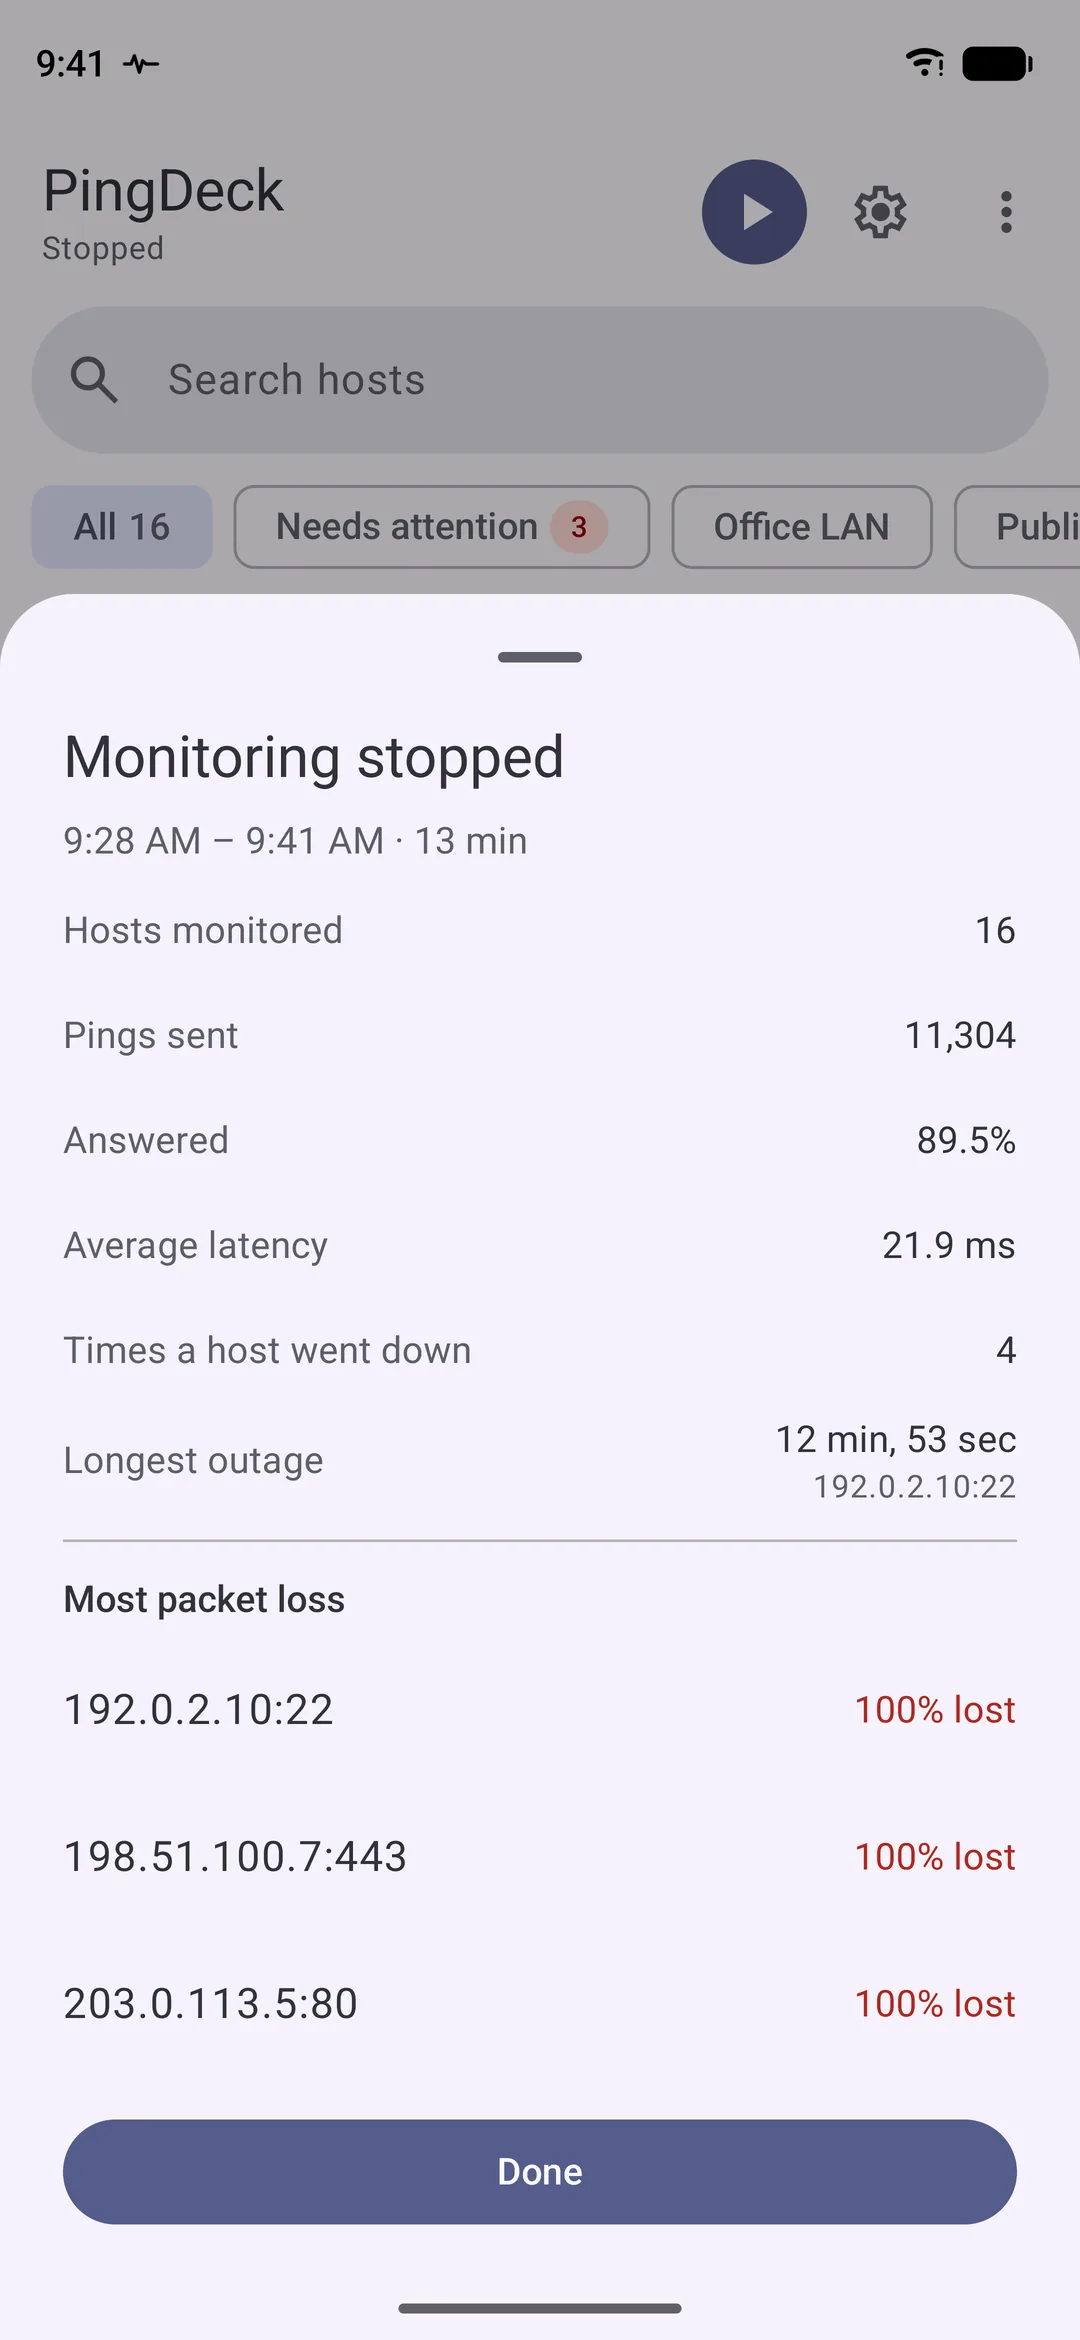 9:41
PingDeck
Stopped
Search hosts
All 16
Needs attention 3
Office LAN
Publi
Monitoring stopped
9:28 AM – 9:41 AM · 13 min
Hosts monitored 16
Pings sent 11,304
Answered 89.5%
Average latency 21.9 ms
Times a host went down 4
Longest outage 12 min, 53 sec
192.0.2.10:22
Most packet loss
192.0.2.10:22 100% lost
198.51.100.7:443 100% lost
203.0.113.5:80 100% lost
Done